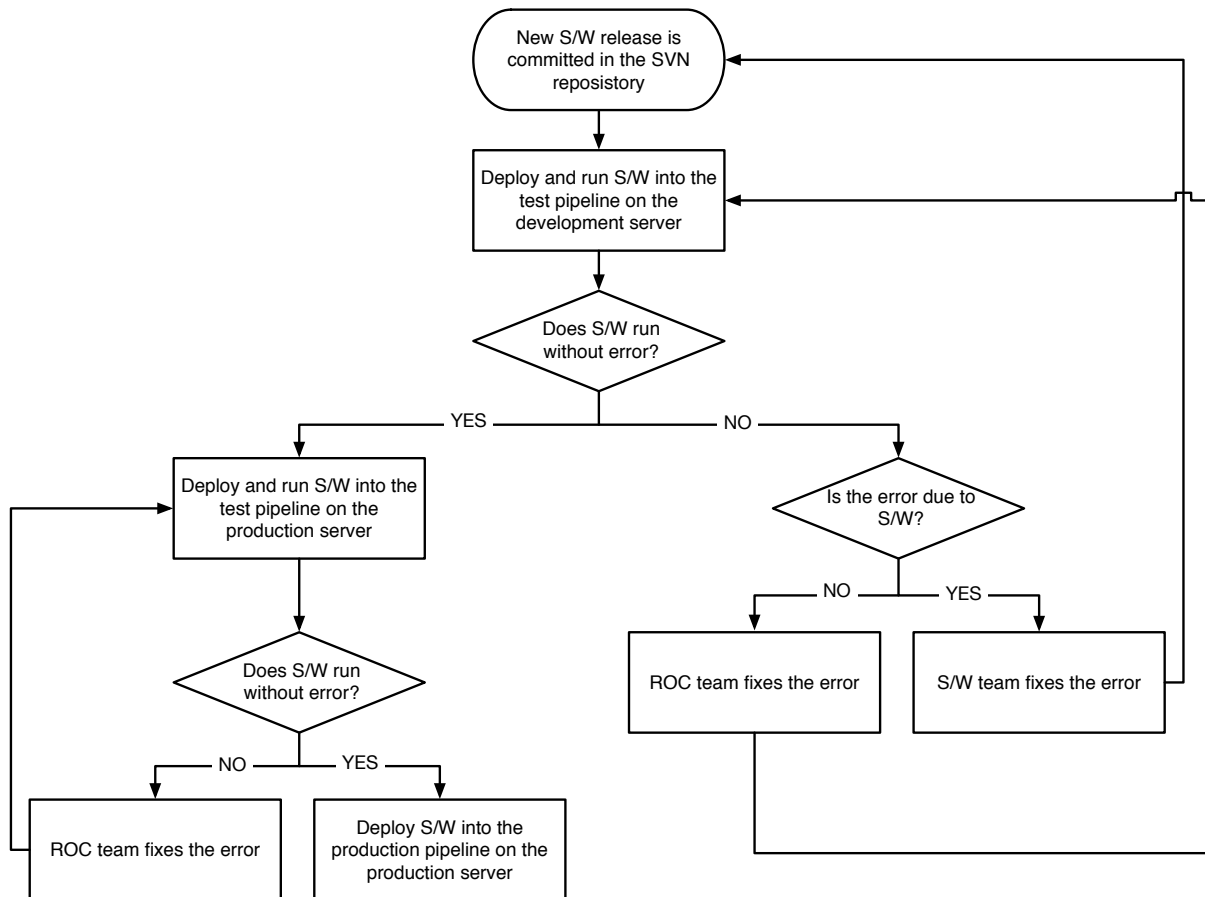 New S/W release is
committed in the SVN
reposistory
Deploy and run S/W into the
test pipeline on the
development server
Does S/W run
without error?
YES
NO
Deploy and run S/W into the
test pipeline on the
production server
Is the error due to
S/W?
NO
YES
Does S/W run
without error?
ROC team fixes the error
S/W team fixes the error
NO
YES
ROC team fixes the error
Deploy S/W into the
production pipeline on the
production server